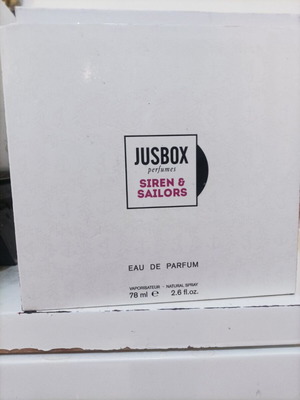 JUSBOX
perfumes
SIREN &
SAILORS
EAU DE PARFUM
VAPORISATEUR - NATURAL SPRAY
78 ml ℮ 2.6 fl.oz.